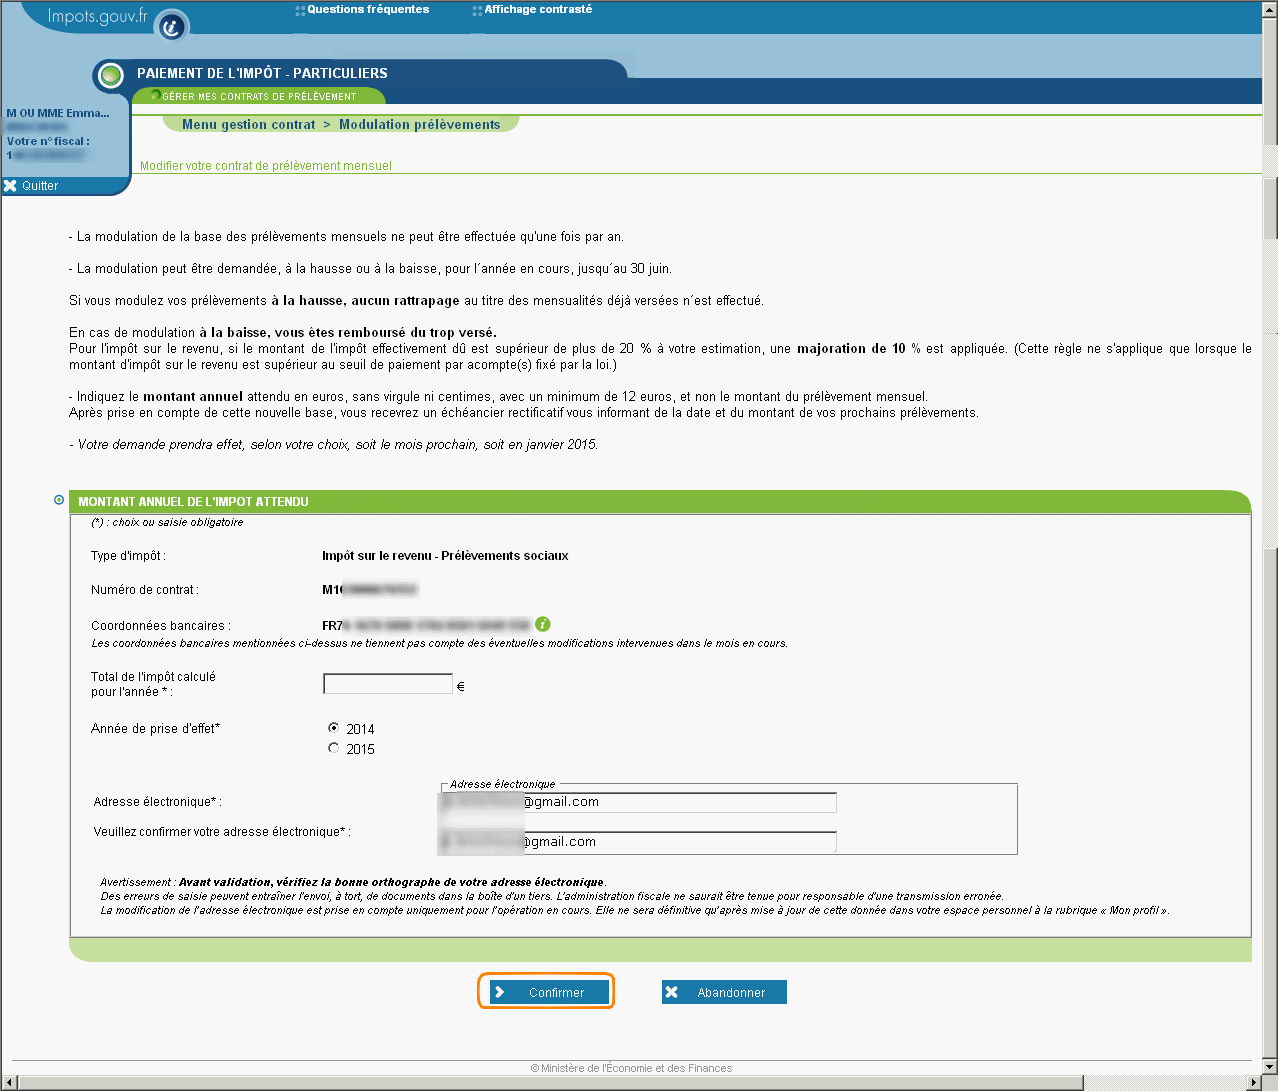 Impots.gouv.fr
Questions fréquentes
Affichage contrasté
PAIEMENT DE L'IMPÔT - PARTICULIERS
GÉRER MES CONTRATS DE PRÉLÈVEMENT
M OU MME Emma...
Votre n° fiscal :
1
Quitter
Menu gestion contrat > Modulation prélèvements
Modifier votre contrat de prélèvement mensuel
- La modulation de la base des prélèvements mensuels ne peut être effectuée qu'une fois par an.
- La modulation peut être demandée, à la hausse ou à la baisse, pour l´année en cours, jusqu´au 30 juin.
Si vous modulez vos prélèvements à la hausse, aucun rattrapage au titre des mensualités déjà versées n´est effectué.
En cas de modulation à la baisse, vous êtes remboursé du trop versé.
Pour l'impôt sur le revenu, si le montant de l'impôt effectivement dû est supérieur de plus de 20 % à votre estimation, une majoration de 10 % est appliquée. (Cette règle ne s'applique que lorsque le
montant d'impôt sur le revenu est supérieur au seuil de paiement par acompte(s) fixé par la loi.)
- Indiquez le montant annuel attendu en euros, sans virgule ni centimes, avec un minimum de 12 euros, et non le montant du prélèvement mensuel.
Après prise en compte de cette nouvelle base, vous recevrez un échéancier rectificatif vous informant de la date et du montant de vos prochains prélèvements.
- Votre demande prendra effet, selon votre choix, soit le mois prochain, soit en janvier 2015.
MONTANT ANNUEL DE L'IMPOT ATTENDU
(*) : choix ou saisie obligatoire
Type d'impôt : Impôt sur le revenu - Prélèvements sociaux
Numéro de contrat : M1
Coordonnées bancaires : FR7
Les coordonnées bancaires mentionnées ci-dessus ne tiennent pas compte des éventuelles modifications intervenues dans le mois en cours.
Total de l'impôt calculé
pour l'année * : €
Année de prise d'effet* 2014
2015
Adresse électronique
Adresse électronique* : @gmail.com
Veuillez confirmer votre adresse électronique* :
@gmail.com
Avertissement : Avant validation, vérifiez la bonne orthographe de votre adresse électronique.
Des erreurs de saisie peuvent entraîner l'envoi, à tort, de documents dans la boîte d'un tiers. L'administration fiscale ne saurait être tenue pour responsable d'une transmission erronée.
La modification de l'adresse électronique est prise en compte uniquement pour l'opération en cours. Elle ne sera définitive qu'après mise à jour de cette donnée dans votre espace personnel à la rubrique « Mon profil ».
Confirmer
Abandonner
© Ministère de l'Économie et des Finances